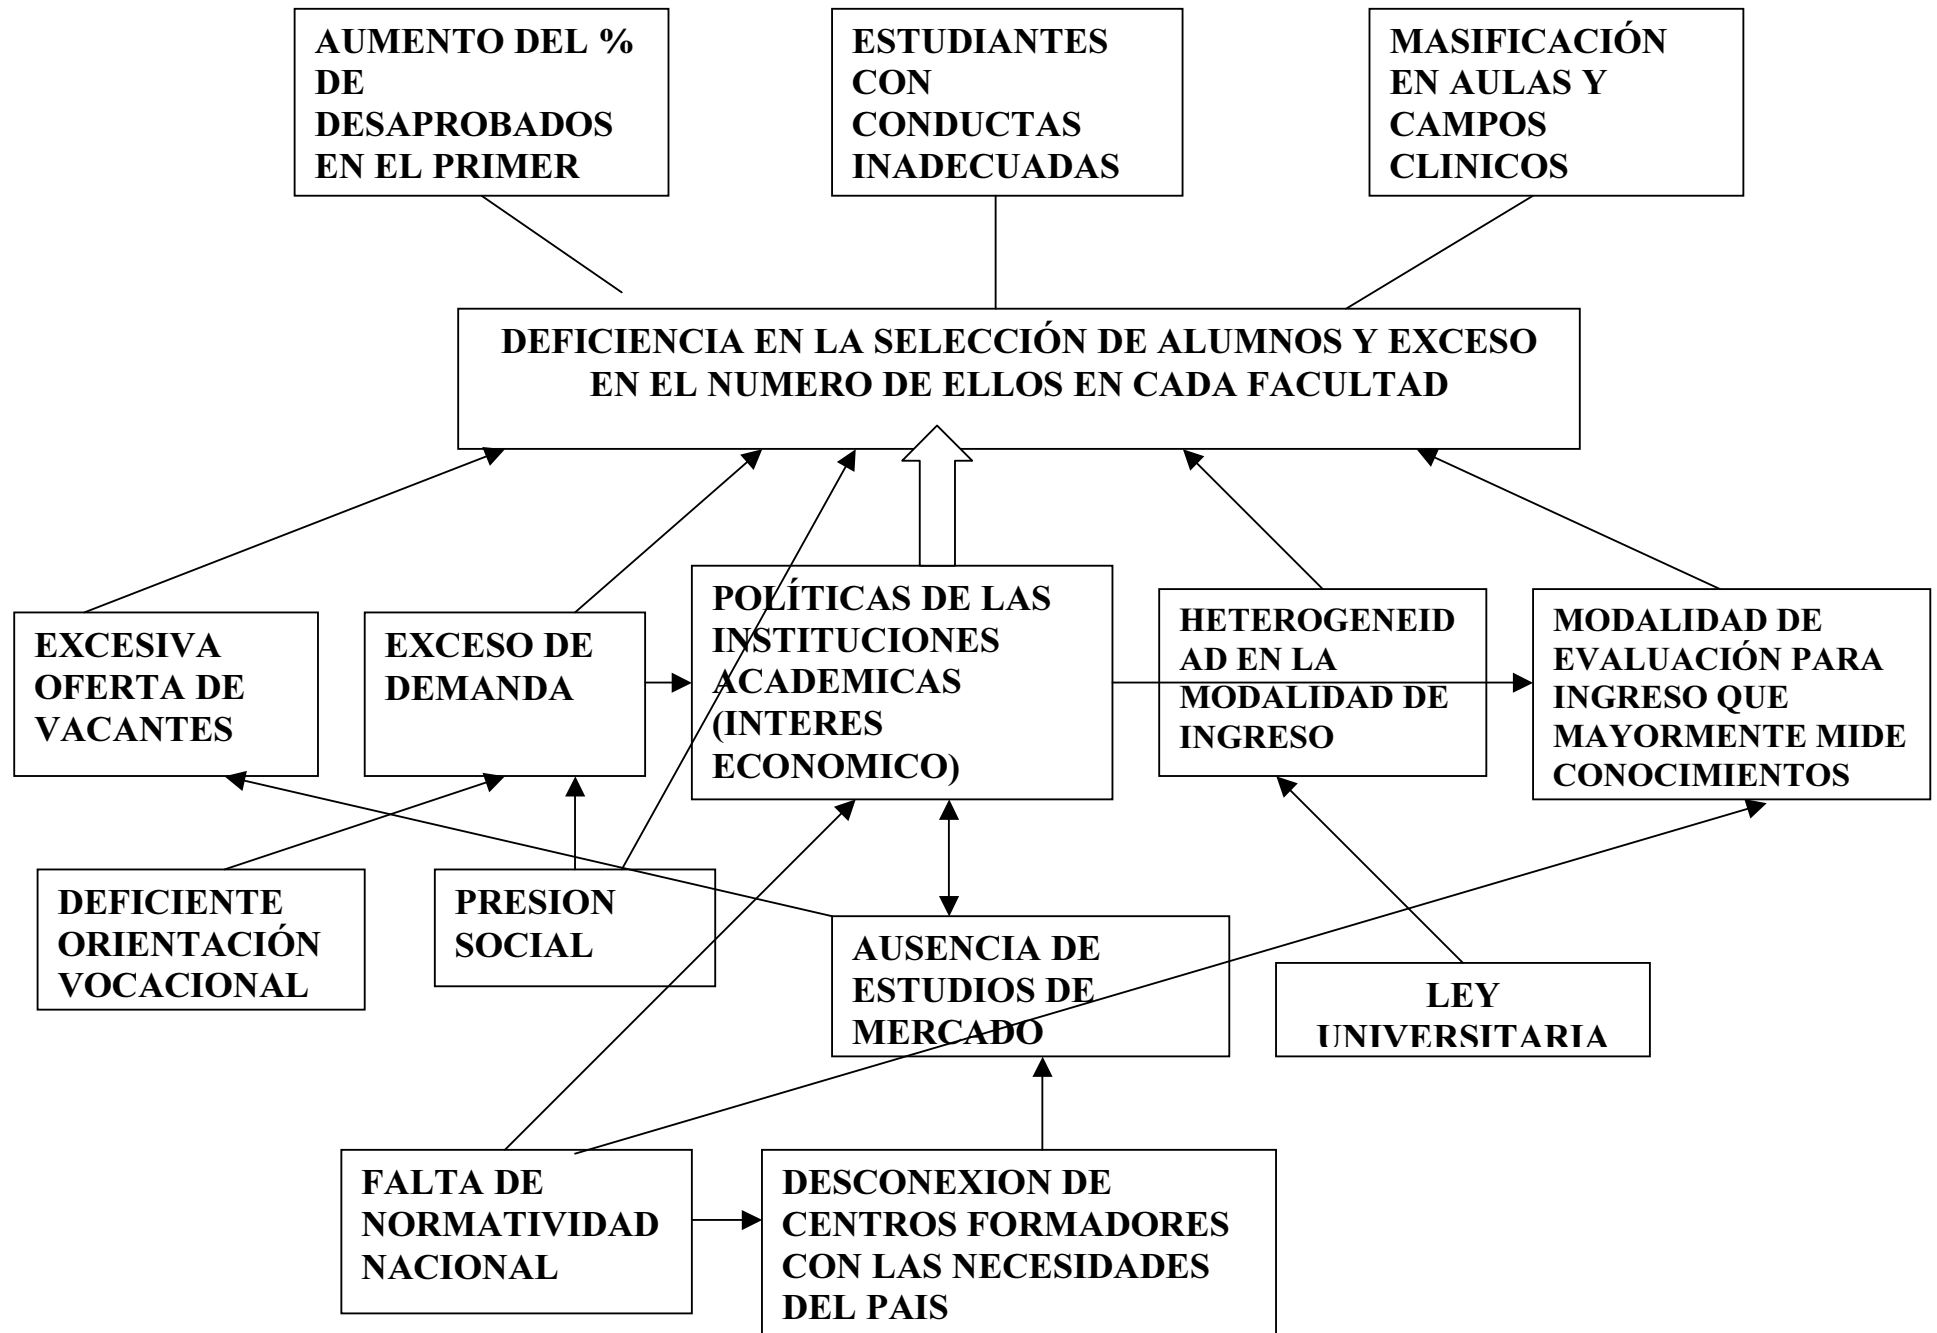 AUMENTO DEL %
DE
DESAPROBADOS
EN EL PRIMER
ESTUDIANTES
CON
CONDUCTAS
INADECUADAS
MASIFICACIÓN
EN AULAS Y
CAMPOS
CLINICOS
DEFICIENCIA EN LA SELECCIÓN DE ALUMNOS Y EXCESO
EN EL NUMERO DE ELLOS EN CADA FACULTAD
EXCESIVA
OFERTA DE
VACANTES
EXCESO DE
DEMANDA
POLÍTICAS DE LAS
INSTITUCIONES
ACADEMICAS
(INTERES
ECONOMICO)
HETEROGENEID
AD EN LA
MODALIDAD DE
INGRESO
MODALIDAD DE
EVALUACIÓN PARA
INGRESO QUE
MAYORMENTE MIDE
CONOCIMIENTOS
DEFICIENTE
ORIENTACIÓN
VOCACIONAL
PRESION
SOCIAL
AUSENCIA DE
ESTUDIOS DE
MERCADO
LEY
UNIVERSITARIA
FALTA DE
NORMATIVIDAD
NACIONAL
DESCONEXION DE
CENTROS FORMADORES
CON LAS NECESIDADES
DEL PAIS